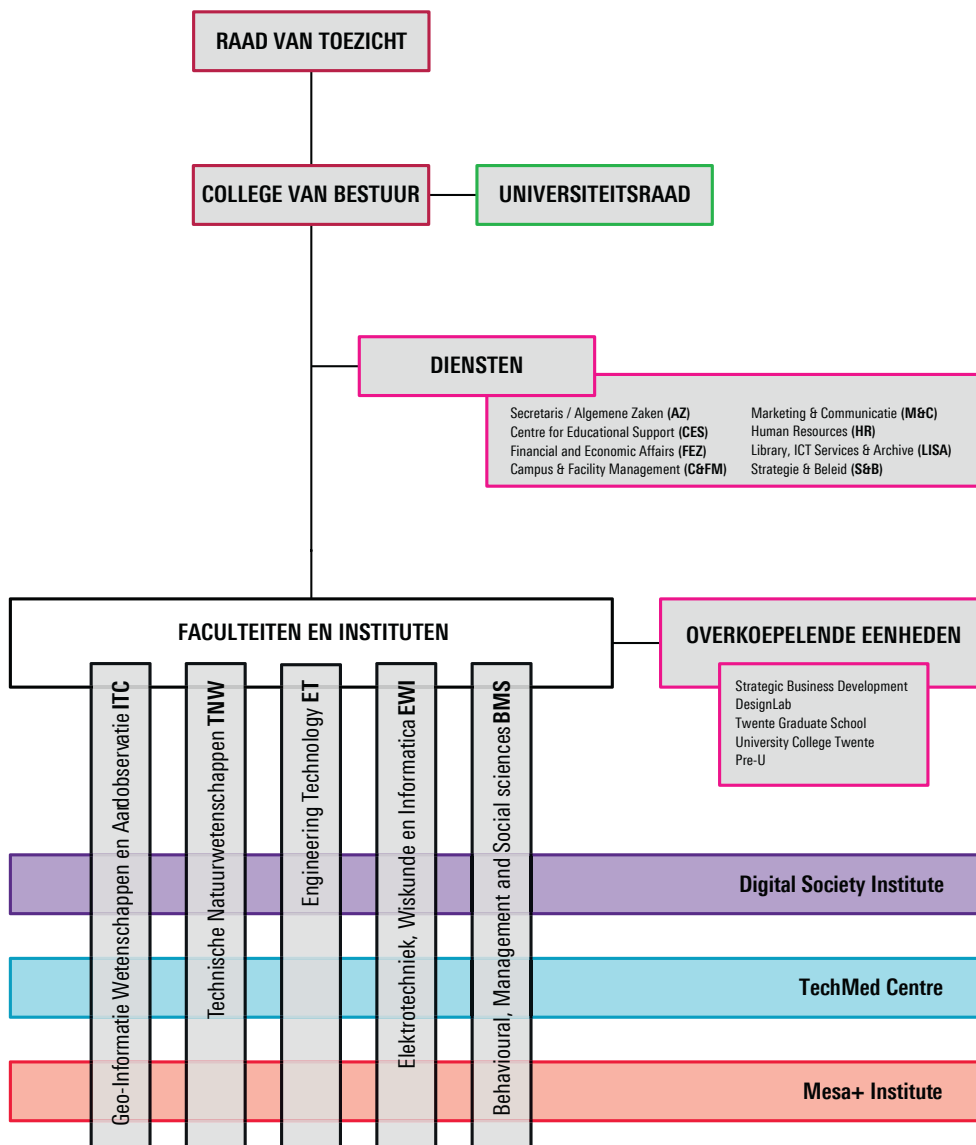 RAAD VAN TOEZICHT
COLLEGE VAN BESTUUR
UNIVERSITEITSRAAD
DIENSTEN
Secretaris / Algemene Zaken (AZ)
Centre for Educational Support (CES)
Financial and Economic Affairs (FEZ)
Campus & Facility Management (C&FM)
Marketing & Communicatie (M&C)
Human Resources (HR)
Library, ICT Services & Archive (LISA)
Strategie & Beleid (S&B)
FACULTEITEN EN INSTITUTEN
OVERKOEPELENDE EENHEDEN
Strategic Business Development
DesignLab
Twente Graduate School
University College Twente
Pre-U
Geo-Informatie Wetenschappen en Aardobservatie ITC
Technische Natuurwetenschappen TNW
Engineering Technology ET
Elektrotechniek, Wiskunde en Informatica EWI
Behavioural, Management and Social sciences BMS
Digital Society Institute
TechMed Centre
Mesa+ Institute